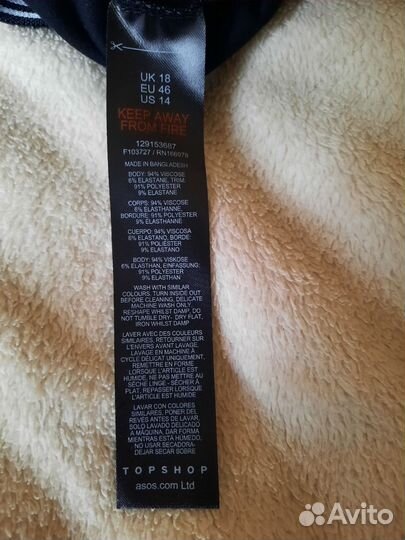 UK 18
EU 46
US 14
KEEP AWAY
FROM FIRE
129153687
F103727 / RN166078
MADE IN BANGLADESH
BODY: 94% VISCOSE
6% ELASTANE, TRIM:
91% POLYESTER
9% ELASTANE
CORPS: 94% VISCOSE
6% ELASTHANNE,
BORDURE: 91% POLYESTER
9% ELASTHANNE
CUERPO: 94% VISCOSA
6% ELASTANO, BORDE:
91% POLIÉSTER
9% ELASTANO
BODY: 94% VISKOSE
6% ELASTHAN, EINFASSUNG:
91% POLYESTER
9% ELASTHAN
WASH WITH SIMILAR
COLOURS. TURN INSIDE OUT
BEFORE CLEANING, DELICATE
MACHINE WASH ONLY,
RESHAPE WHILST DAMP, DO
NOT TUMBLE DRY- DRY FLAT,
IRON WHILST DAMP
LAVER AVEC DES COULEURS
SIMILAIRES, RETOURNER SUR
L'ENVERS AVANT LAVAGE,
LAVAGE EN MACHINE À
CYCLE DÉLICAT UNIQUEMENT,
REMETTRE EN FORME
LORSQUE L'ARTICLE EST
HUMIDE, NE PAS METTRE AU
SÈCHE LINGE - SÉCHER À
PLAT, REPASSER LORSQUE
L'ARTICLE EST HUMIDE
LAVAR CON COLORES
SIMILARES, PONER DEL
REVÉS ANTES DE LAVAR,
SOLO LAVADO DELICADO
A MÁQUINA, DAR FORMA
MIENTRAS ESTÁ HÚMEDO,
NO USAR SECADORA-
DEJAR SECAR SOBRE
TOPSHOP
asos.com Ltd
Avito